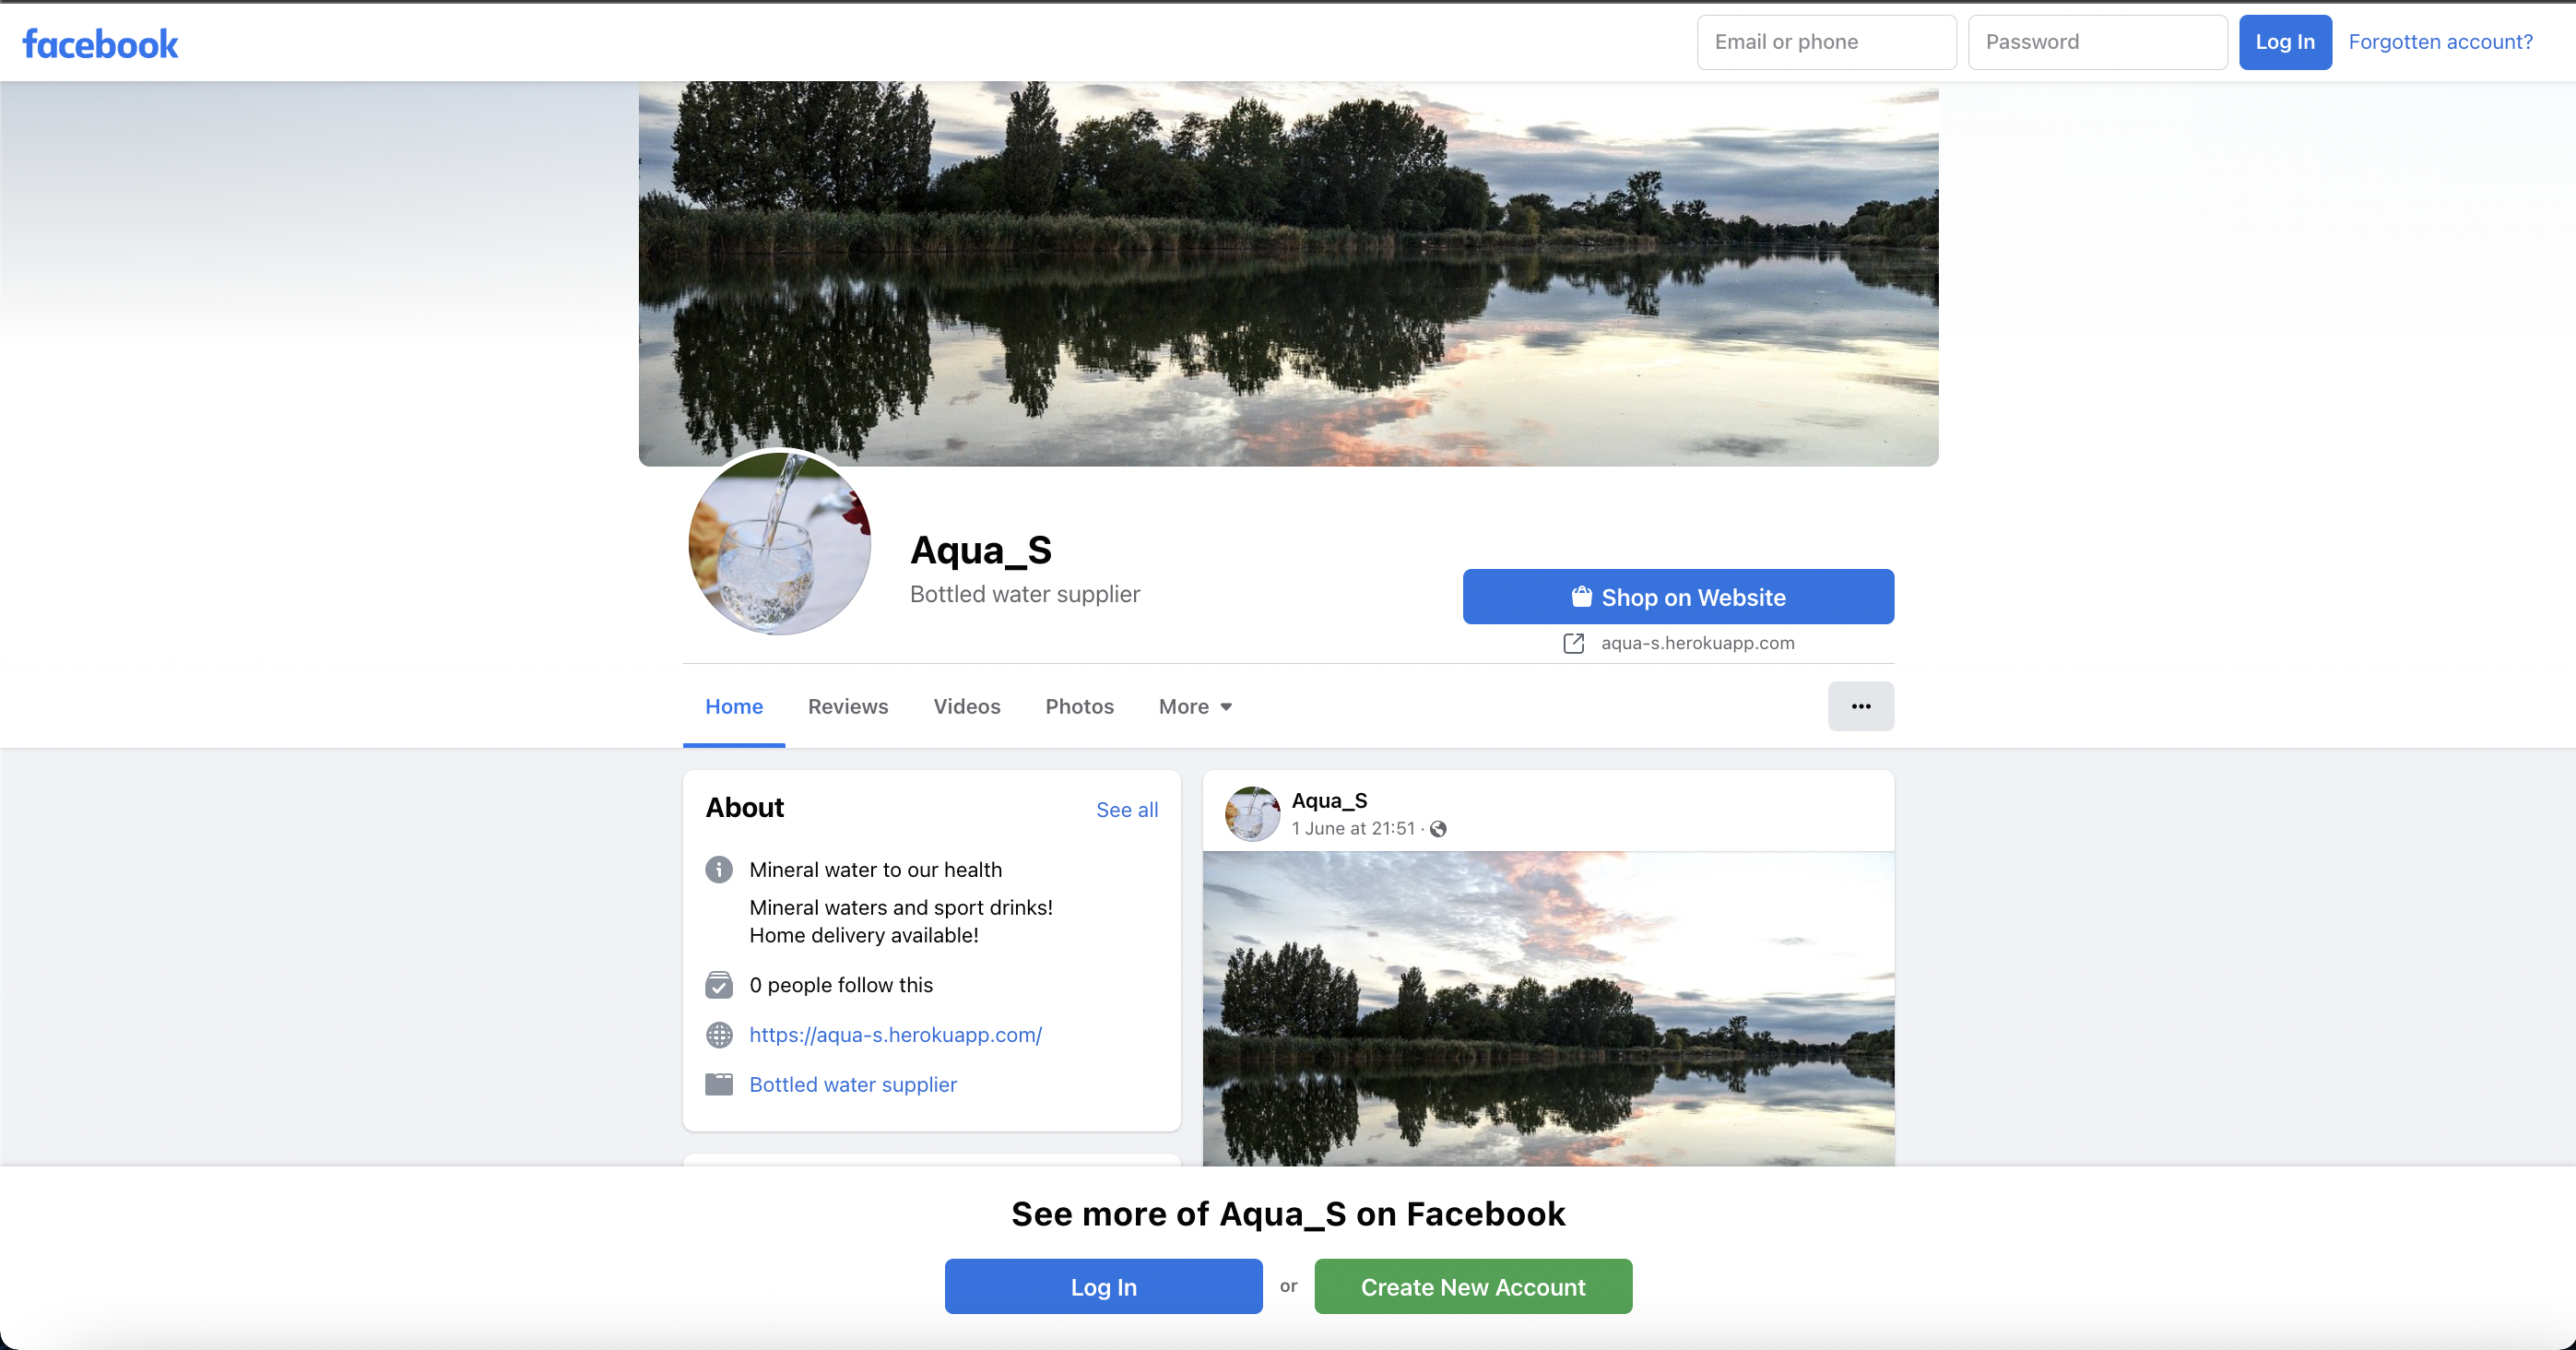 facebook
Email or phone
Password
Log In
Forgotten account?
Aqua_S
Bottled water supplier
Shop on Website
aqua-s.herokuapp.com
Home
Reviews
Videos
Photos
More
About
See all
Mineral water to our health
Mineral waters and sport drinks!
Home delivery available!
0 people follow this
https://aqua-s.herokuapp.com/
Bottled water supplier
Aqua_S
1 June at 21:51 ·
See more of Aqua_S on Facebook
Log In
or
Create New Account